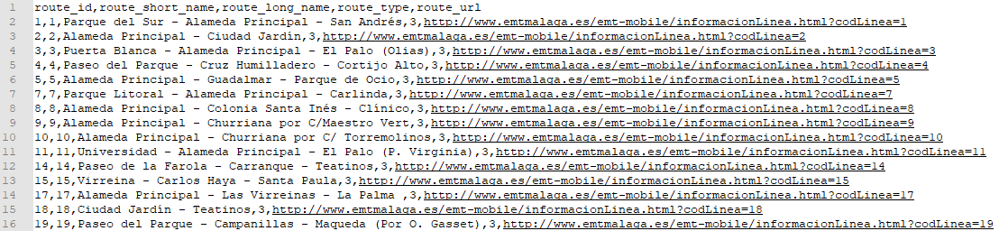 1 route_id,route_short_name,route_long_name,route_type,route_url
2 1,1,Parque del Sur - Alameda Principal - San Andrés,3,http://www.emtmalaga.es/emt-mobile/informacionLinea.html?codLinea=1
3 2,2,Alameda Principal - Ciudad Jardín,3,http://www.emtmalaga.es/emt-mobile/informacionLinea.html?codLinea=2
4 3,3,Puerta Blanca - Alameda Principal - El Palo (Olías),3,http://www.emtmalaga.es/emt-mobile/informacionLinea.html?codLinea=3
5 4,4,Paseo del Parque - Cruz Humilladero - Cortijo Alto,3,http://www.emtmalaga.es/emt-mobile/informacionLinea.html?codLinea=4
6 5,5,Alameda Principal - Guadalmar - Parque de Ocio,3,http://www.emtmalaga.es/emt-mobile/informacionLinea.html?codLinea=5
7 7,7,Parque Litoral - Alameda Principal - Carlinda,3,http://www.emtmalaga.es/emt-mobile/informacionLinea.html?codLinea=7
8 8,8,Alameda Principal - Colonia Santa Inés - Clínico,3,http://www.emtmalaga.es/emt-mobile/informacionLinea.html?codLinea=8
9 9,9,Alameda Principal - Churriana por C/Maestro Vert,3,http://www.emtmalaga.es/emt-mobile/informacionLinea.html?codLinea=9
10 10,10,Alameda Principal - Churriana por C/ Torremolinos,3,http://www.emtmalaga.es/emt-mobile/informacionLinea.html?codLinea=10
11 11,11,Universidad - Alameda Principal - El Palo (P. Virginia),3,http://www.emtmalaga.es/emt-mobile/informacionLinea.html?codLinea=11
12 14,14,Paseo de la Farola - Carranque - Teatinos,3,http://www.emtmalaga.es/emt-mobile/informacionLinea.html?codLinea=14
13 15,15,Virreina - Carlos Haya - Santa Paula,3,http://www.emtmalaga.es/emt-mobile/informacionLinea.html?codLinea=15
14 17,17,Alameda Principal - Las Virreinas - La Palma ,3,http://www.emtmalaga.es/emt-mobile/informacionLinea.html?codLinea=17
15 18,18,Ciudad Jardín - Teatinos,3,http://www.emtmalaga.es/emt-mobile/informacionLinea.html?codLinea=18
16 19,19,Paseo del Parque - Campanillas - Maqueda (Por O. Gasset),3,http://www.emtmalaga.es/emt-mobile/informacionLinea.html?codLinea=19